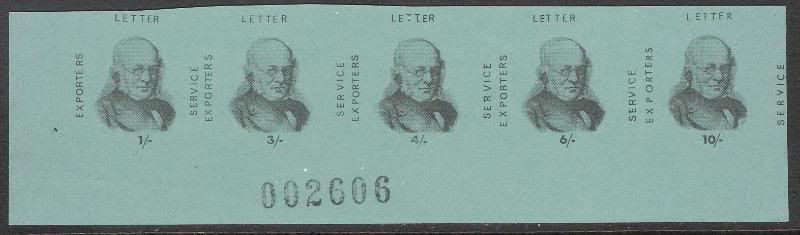 LETTER LETTER LETTER LETTER LETTER
EXPORTERS
SERVICE
EXPORTERS
SERVICE
EXPORTERS
SERVICE
EXPORTERS
SERVICE
EXPORTERS
SERVICE
1/- 3/- 4/- 6/- 10/-
002606